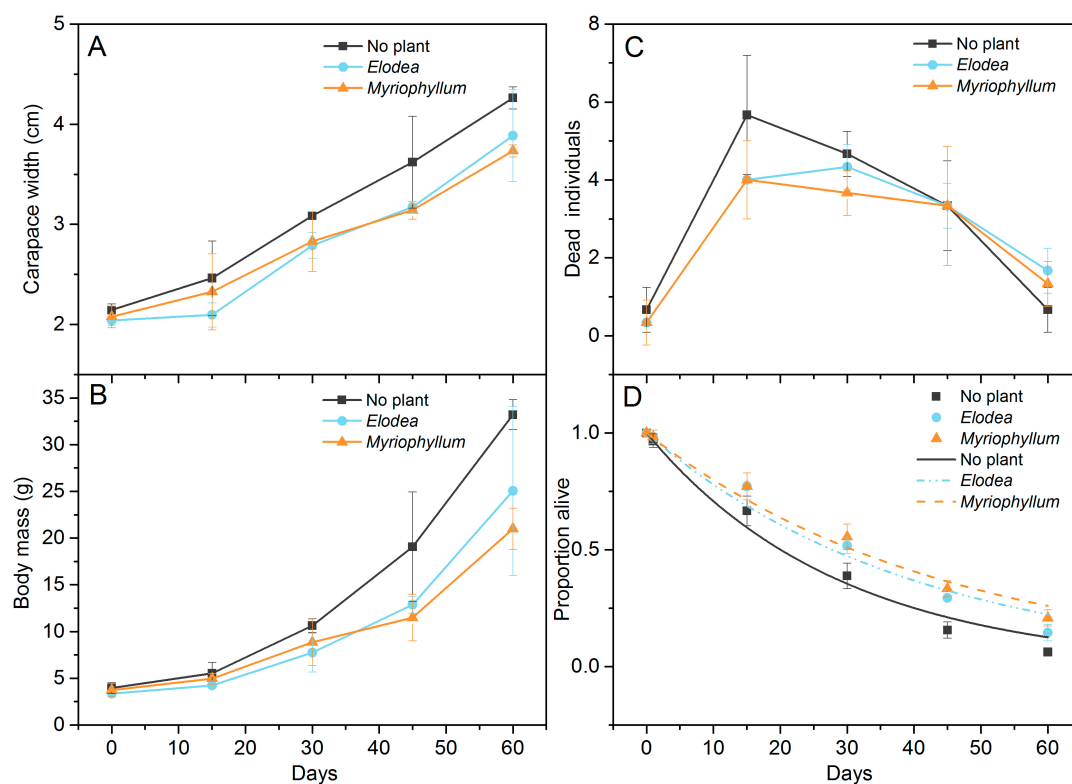 A
No plant
Elodea
Myriophyllum
5
4
3
2
Carapace width (cm)
B
No plant
Elodea
Myriophyllum
35
30
25
20
15
10
5
0
Body mass (g)
0 10 20 30 40 50 60
Days
C
No plant
Elodea
Myriophyllum
8
6
4
2
0
Dead individuals
D
No plant
Elodea
Myriophyllum
No plant
Elodea
Myriophyllum
1.0
0.5
0.0
Proportion alive
0 10 20 30 40 50 60
Days